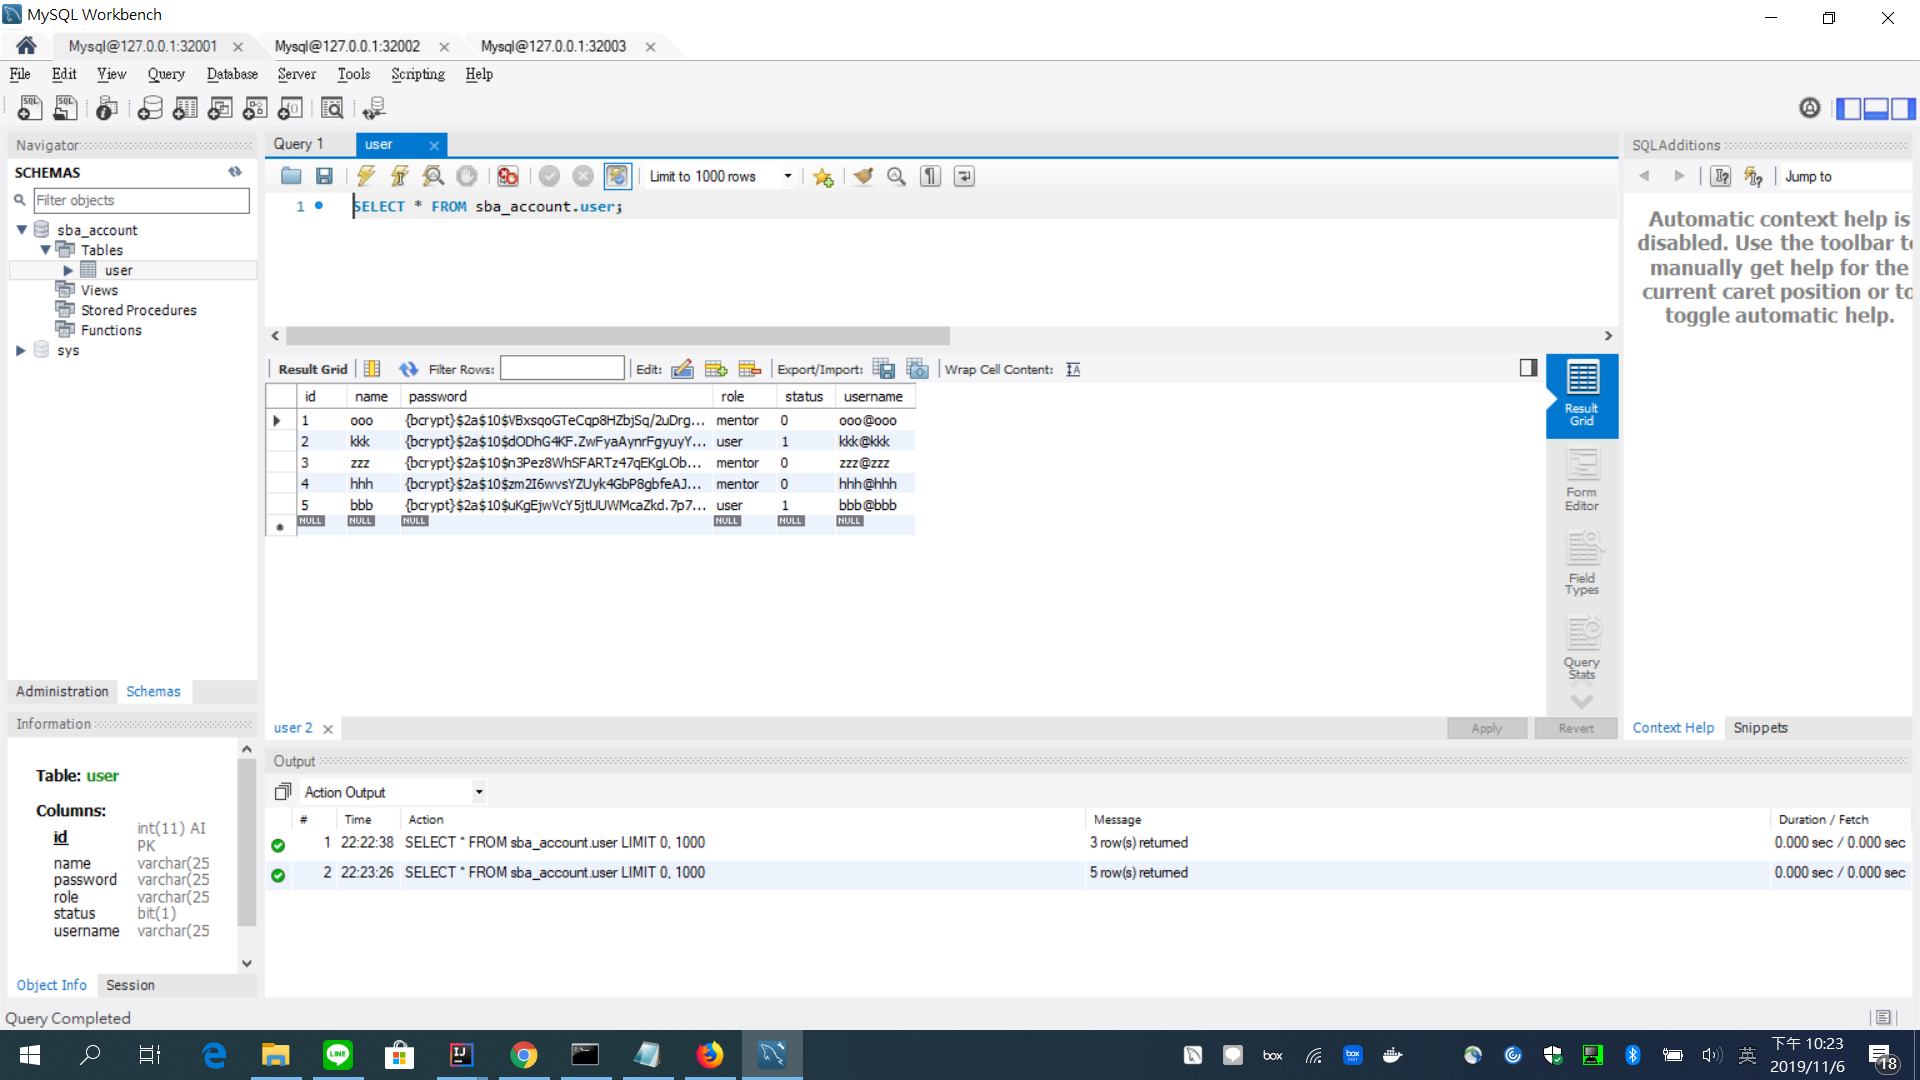 MySQL Workbench
Mysql@127.0.0.1:32001
Mysql@127.0.0.1:32002
Mysql@127.0.0.1:32003
File Edit View Query Database Server Tools Scripting Help
Navigator
SCHEMAS
Filter objects
sba_account
Tables
user
Views
Stored Procedures
Functions
sys
Administration Schemas
Information
Table: user
Columns:
id int(11) AI
PK
name varchar(25
password varchar(25
role varchar(25
status bit(1)
username varchar(25
Object Info Session
Query 1 user
Limit to 1000 rows
1 SELECT * FROM sba_account.user;
Result Grid Filter Rows: Edit: Export/Import: Wrap Cell Content:
id name password role status username
1 ooo {bcrypt}$2a$10$VBxsqoGTeCqp8HZbjSq/2uDrg... mentor 0 ooo@ooo
2 kkk {bcrypt}$2a$10$dODhG4KF.ZwFyaAynrFgyuyY... user 1 kkk@kkk
3 zzz {bcrypt}$2a$10$n3Pez8WhSFARTz47qEKgLOb... mentor 0 zzz@zzz
4 hhh {bcrypt}$2a$10$zm2I6wvsYZUyk4GbP8gbfeAJ... mentor 0 hhh@hhh
5 bbb {bcrypt}$2a$10$uKgEjwVcY5jtUUWMcaZkd.7p7... user 1 bbb@bbb
NULL NULL NULL NULL NULL NULL
Result
Grid
Form
Editor
Field
Types
Query
Stats
user 2
Apply Revert
SQLAdditions
Jump to
Automatic context help is
disabled. Use the toolbar to
manually get help for the
current caret position or to
toggle automatic help.
Context Help Snippets
Output
Action Output
# Time Action Message Duration / Fetch
1 22:22:38 SELECT * FROM sba_account.user LIMIT 0, 1000 3 row(s) returned 0.000 sec / 0.000 sec
2 22:23:26 SELECT * FROM sba_account.user LIMIT 0, 1000 5 row(s) returned 0.000 sec / 0.000 sec
Query Completed
LINE
IJ
box
box
英
下午 10:23
2019/11/6
18